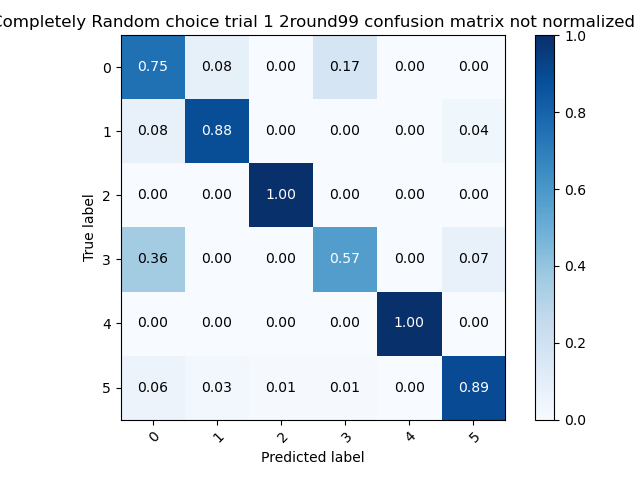 Completely Random choice trial 1 2round99 confusion matrix not normalized
0 0.75 0.08 0.00 0.17 0.00 0.00
1 0.08 0.88 0.00 0.00 0.00 0.04
2 0.00 0.00 1.00 0.00 0.00 0.00
3 0.36 0.00 0.00 0.57 0.00 0.07
4 0.00 0.00 0.00 0.00 1.00 0.00
5 0.06 0.03 0.01 0.01 0.00 0.89
True label
0 1 2 3 4 5
Predicted label
1.0
0.8
0.6
0.4
0.2
0.0